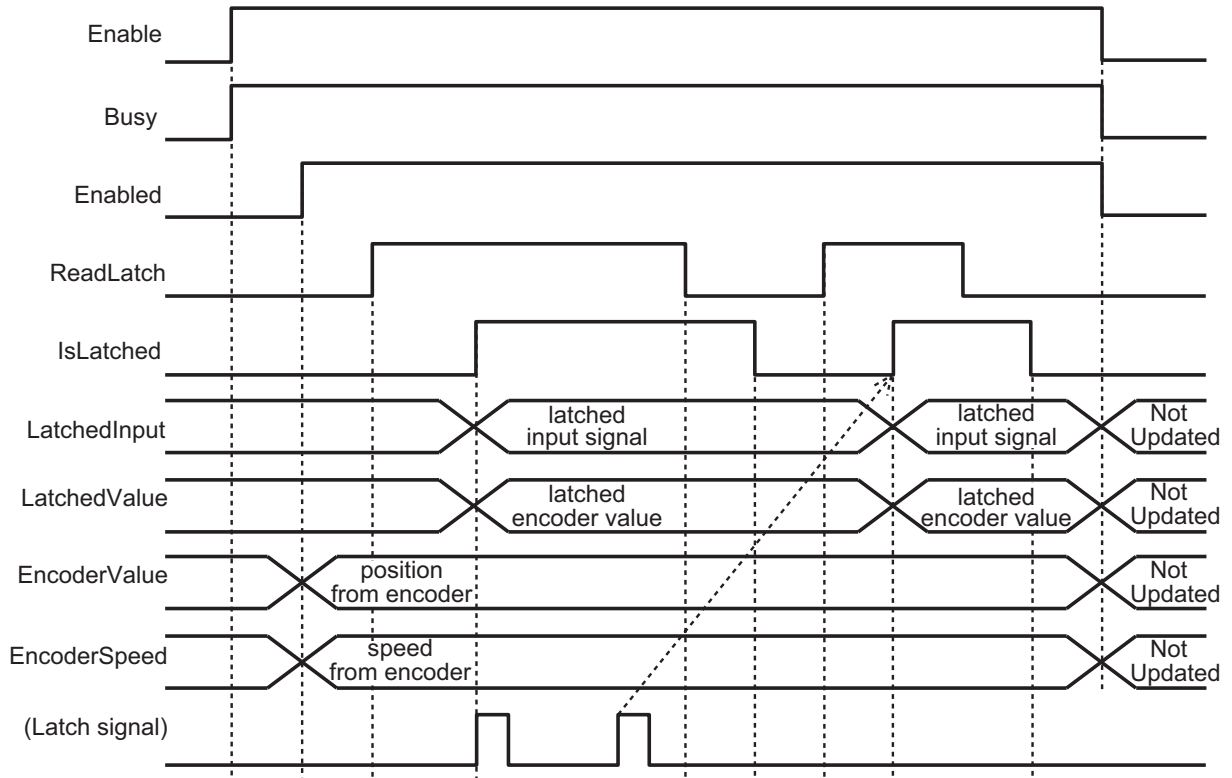 Enable
Busy
Enabled
ReadLatch
IsLatched
LatchedInput
latched
input signal
latched
input signal
Not
Updated
LatchedValue
latched
encoder value
latched
encoder value
Not
Updated
EncoderValue
position
from encoder
Not
Updated
EncoderSpeed
speed
from encoder
Not
Updated
(Latch signal)